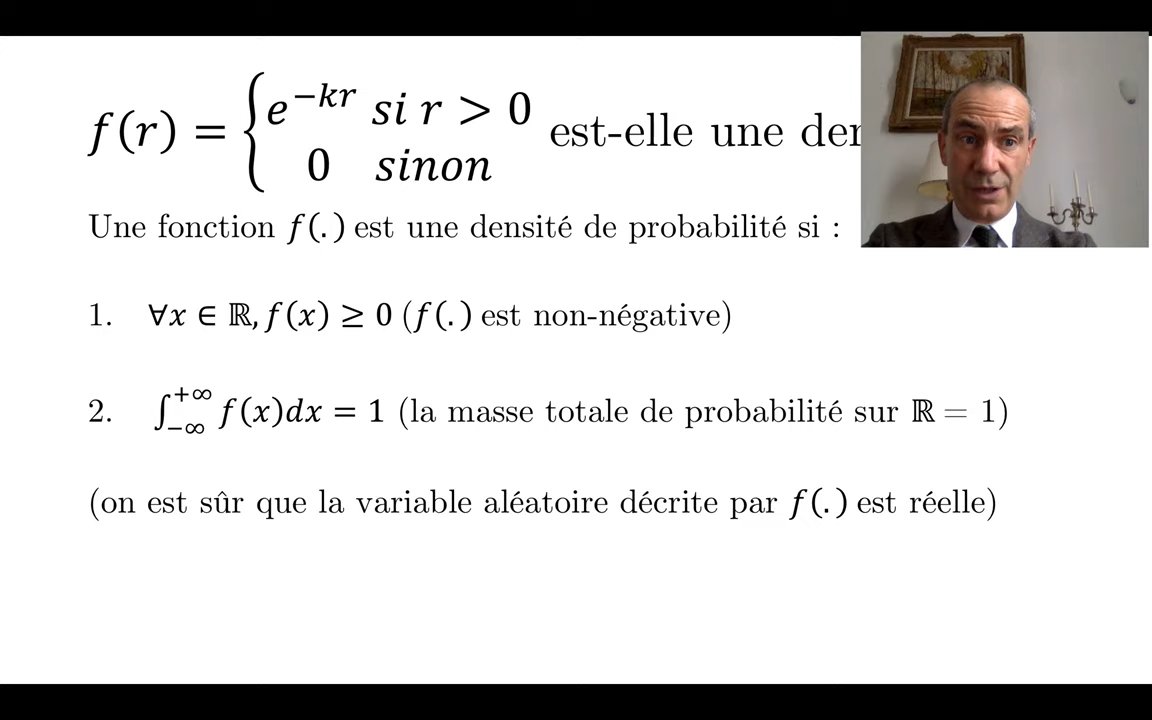 f(r) = { e^{-kr} si r > 0
0 sinon
est-elle une
Une fonction f(.) est une densité de probabilité si :
1. ∀x ∈ ℝ, f(x) ≥ 0 (f(.) est non-négative)
2. ∫_{-∞}^{+∞} f(x)dx = 1 (la masse totale de probabilité sur ℝ = 1)
(on est sûr que la variable aléatoire décrite par f(.) est réelle)